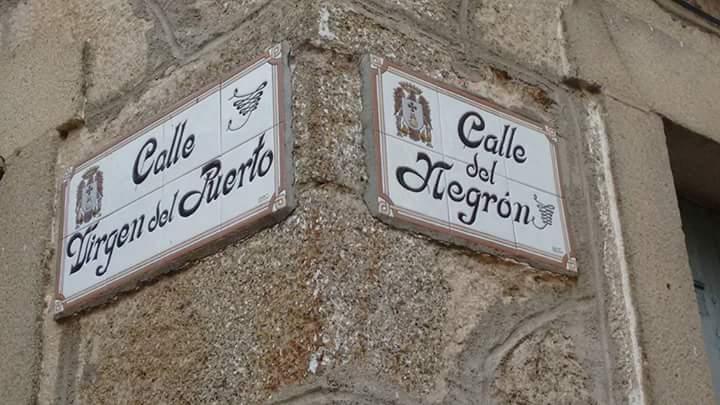 Calle
Virgen del Puerto
Calle
del
Negrón